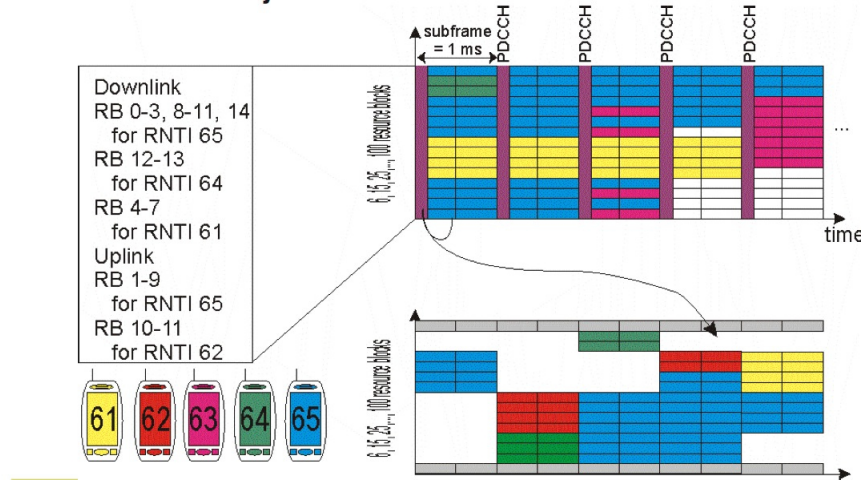 subframe
= 1 ms
PDCCH
PDCCH
PDCCH
PDCCH
Downlink
RB 0-3, 8-11, 14
for RNTI 65
RB 12-13
for RNTI 64
RB 4-7
for RNTI 61
Uplink
RB 1-9
for RNTI 65
RB 10-11
for RNTI 62
6, 15, 25,..., 100 resource blocks
...
time
6, 15, 25,..., 100 resource blocks
61
62
63
64
65